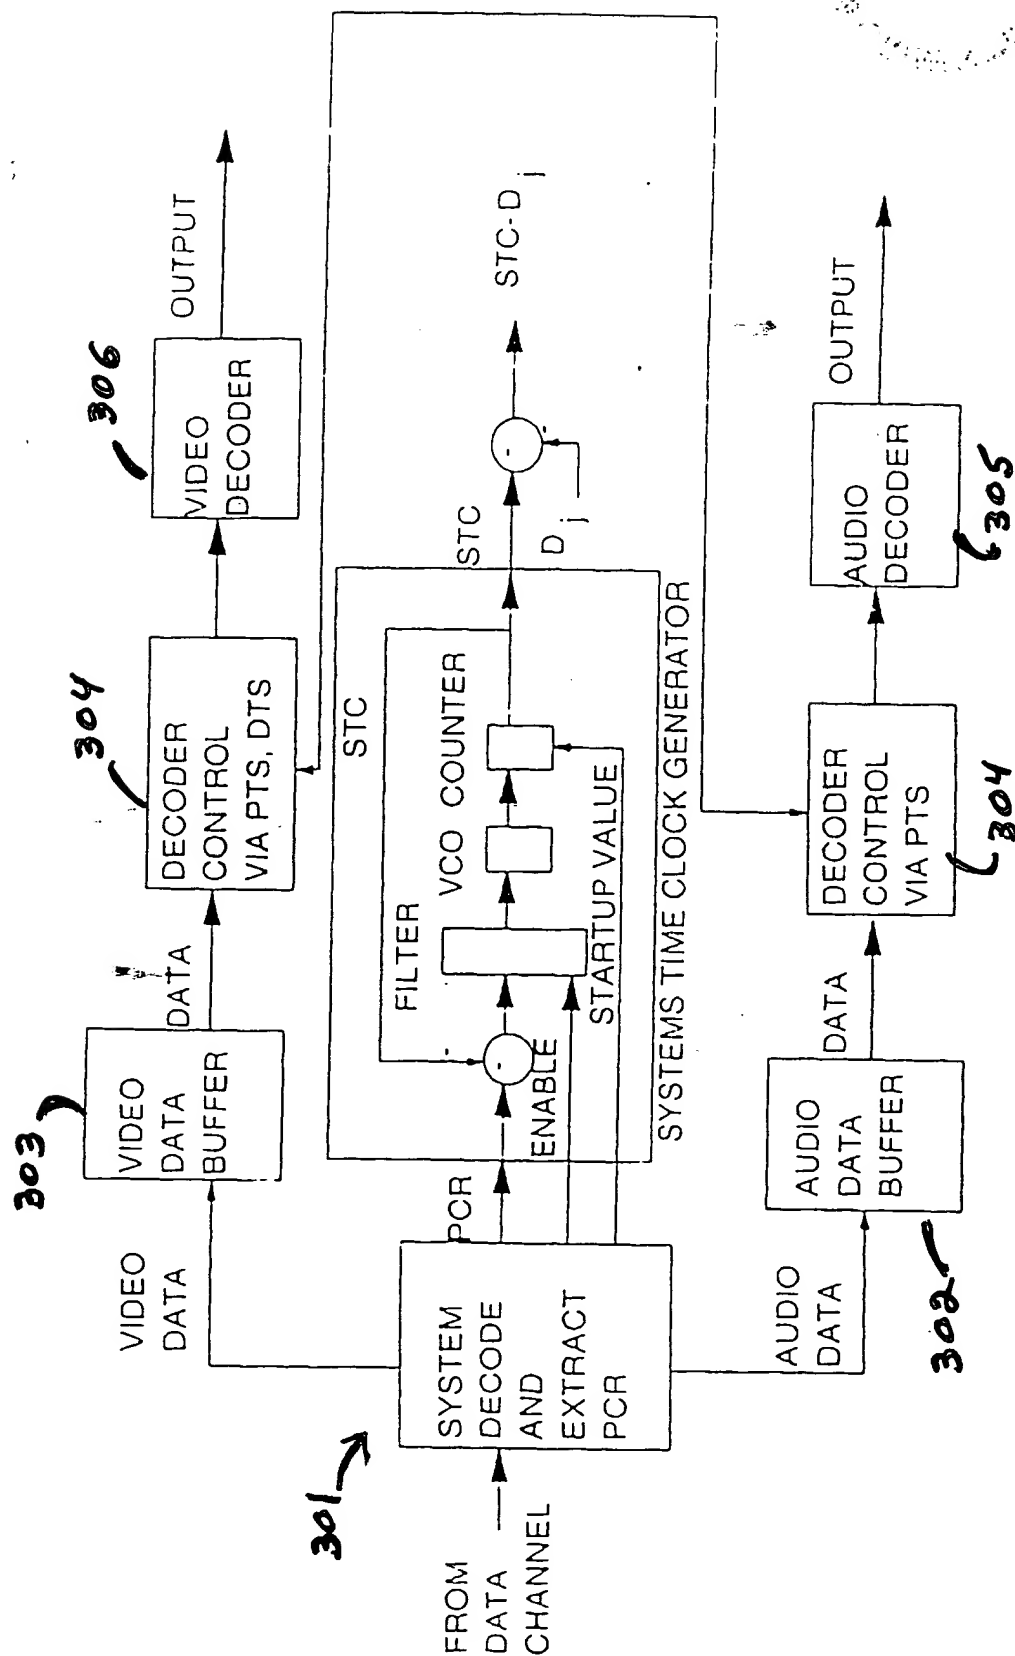 FROM
DATA
CHANNEL
301
SYSTEM
DECODE
AND
EXTRACT
PCR
VIDEO
DATA
303
VIDEO
DATA
BUFFER
DATA
304
DECODER
CONTROL
VIA PTS, DTS
306
VIDEO
DECODER
OUTPUT
PCR
ENABLE
FILTER
STC
VCO COUNTER
STARTUP VALUE
SYSTEMS TIME CLOCK GENERATOR
STC
D j
STC-D j
AUDIO
DATA
302
AUDIO
DATA
BUFFER
DATA
DECODER
CONTROL
VIA PTS
304
AUDIO
DECODER
305
OUTPUT